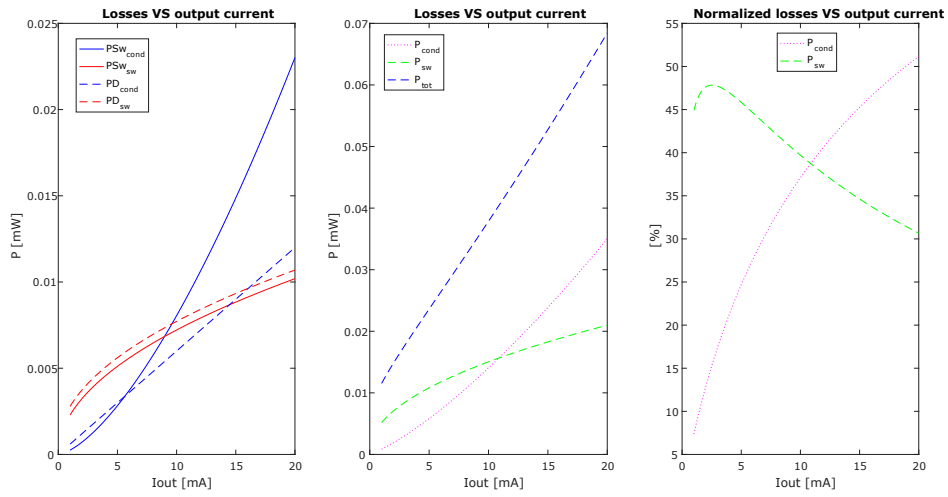 Losses VS output current
0.025
0.02
0.015
0.01
0.005
0
P [mW]
PSw_cond
PSw_sw
PD_cond
PD_sw
0 5 10 15 20
Iout [mA]
Losses VS output current
0.07
0.06
0.05
0.04
0.03
0.02
0.01
0
P [mW]
P_cond
P_sw
P_tot
0 5 10 15 20
Iout [mA]
Normalized losses VS output current
55
50
45
40
35
30
25
20
15
10
5
[%]
P_cond
P_sw
0 5 10 15 20
Iout [mA]